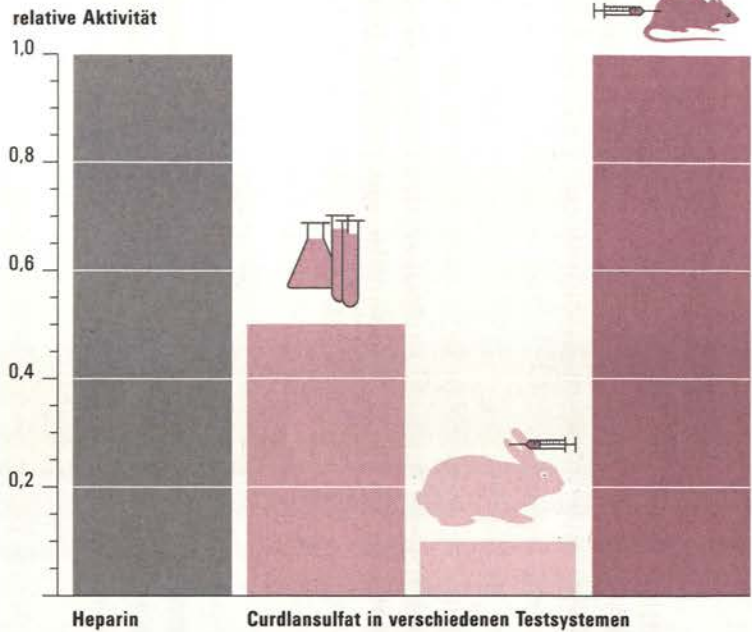 relative Aktivität
1,0
0,8
0,6
0,4
0,2
Heparin Curdlansulfat in verschiedenen Testsystemen